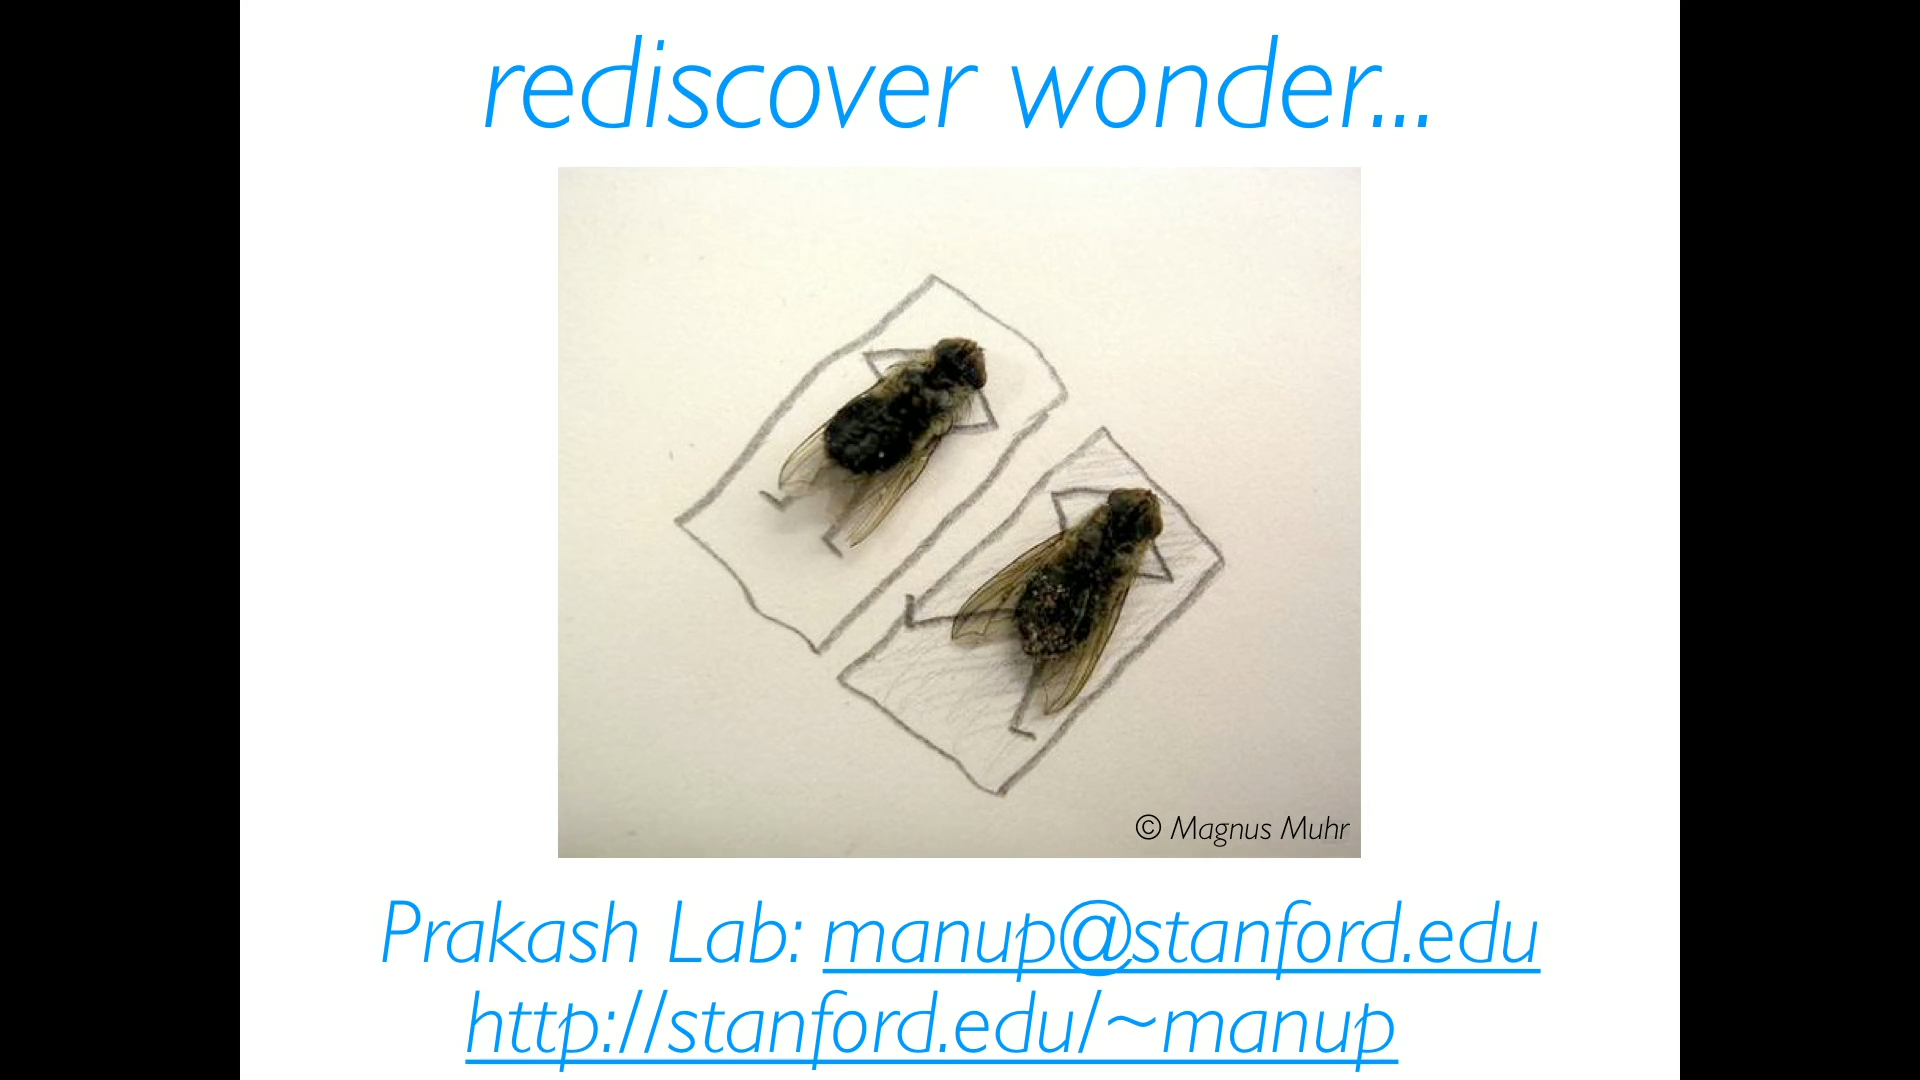 rediscover wonder...
© Magnus Muhr
Prakash Lab: manup@stanford.edu
http://stanford.edu/~manup